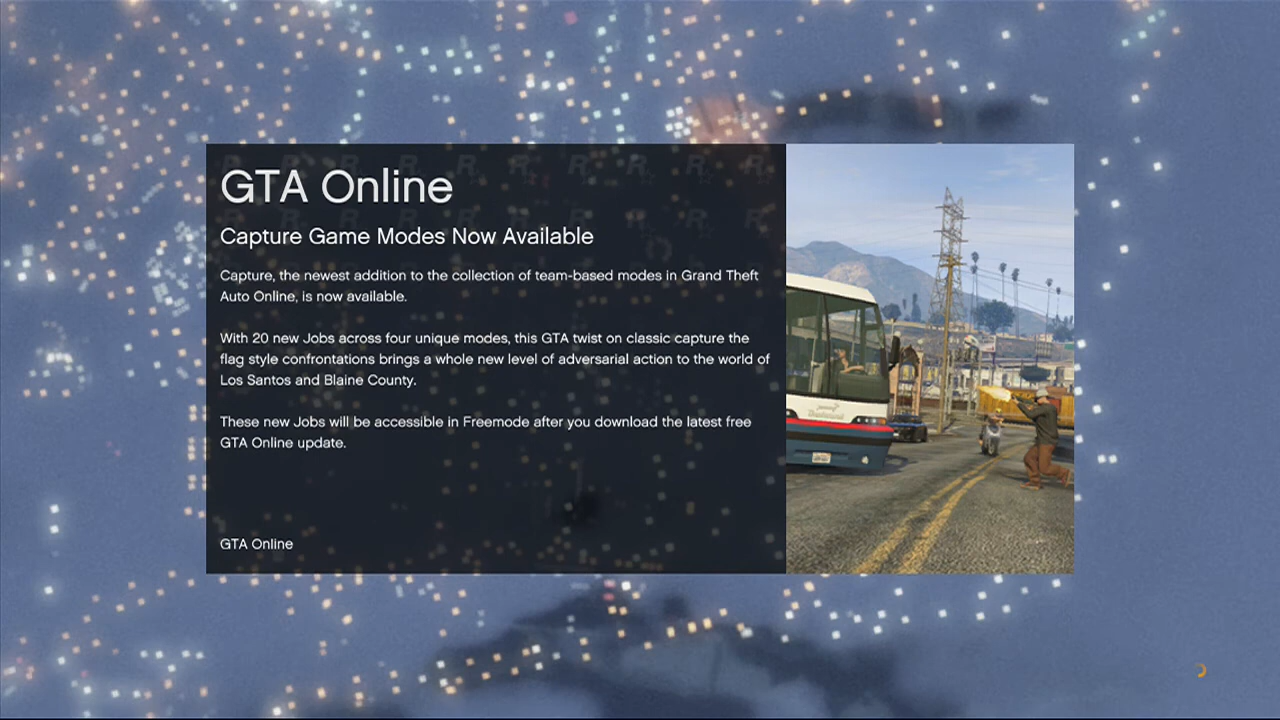 GTA Online
Capture Game Modes Now Available
Capture, the newest addition to the collection of team-based modes in Grand Theft
Auto Online, is now available.
With 20 new Jobs across four unique modes, this GTA twist on classic capture the
flag style confrontations brings a whole new level of adversarial action to the world of
Los Santos and Blaine County.
These new Jobs will be accessible in Freemode after you download the latest free
GTA Online update.
GTA Online